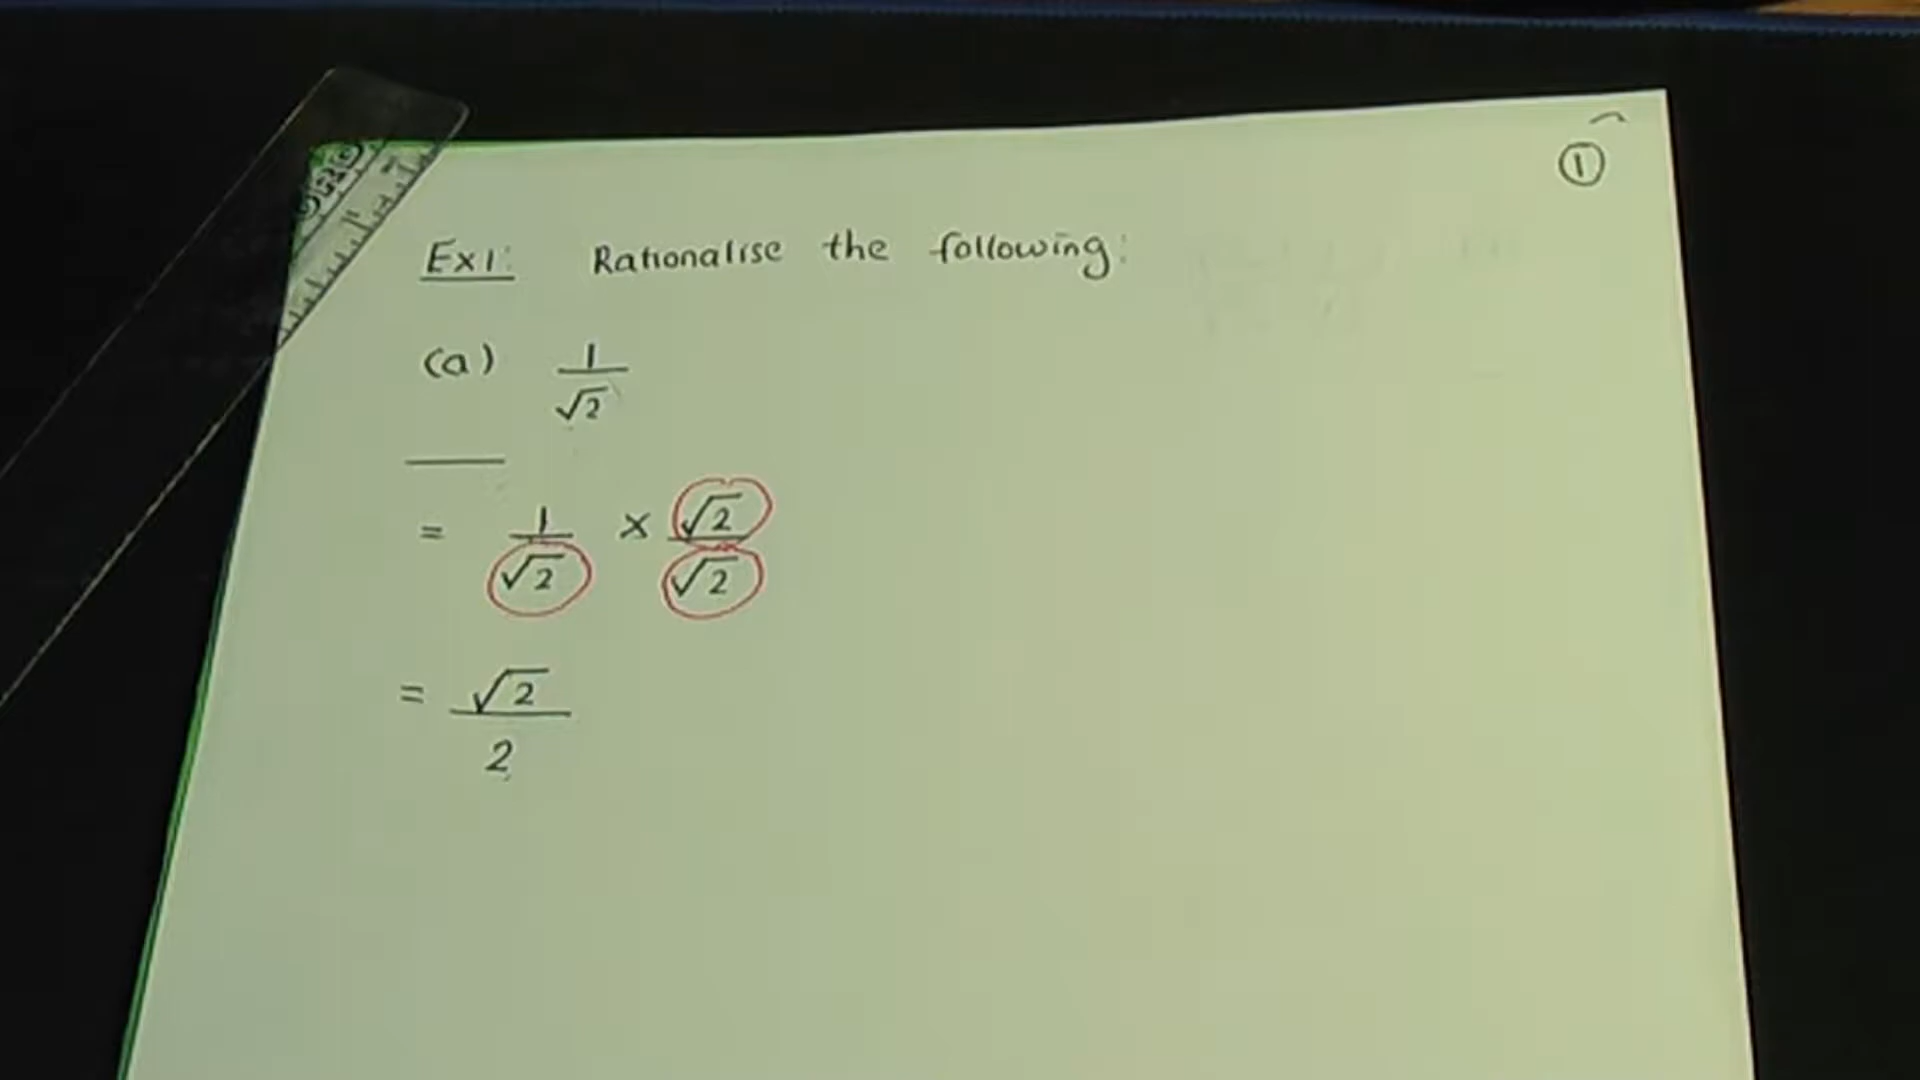 ①
Ex1: Rationalise the following:
(a) 1/√2
= 1/√2 × √2/√2
= √2/2